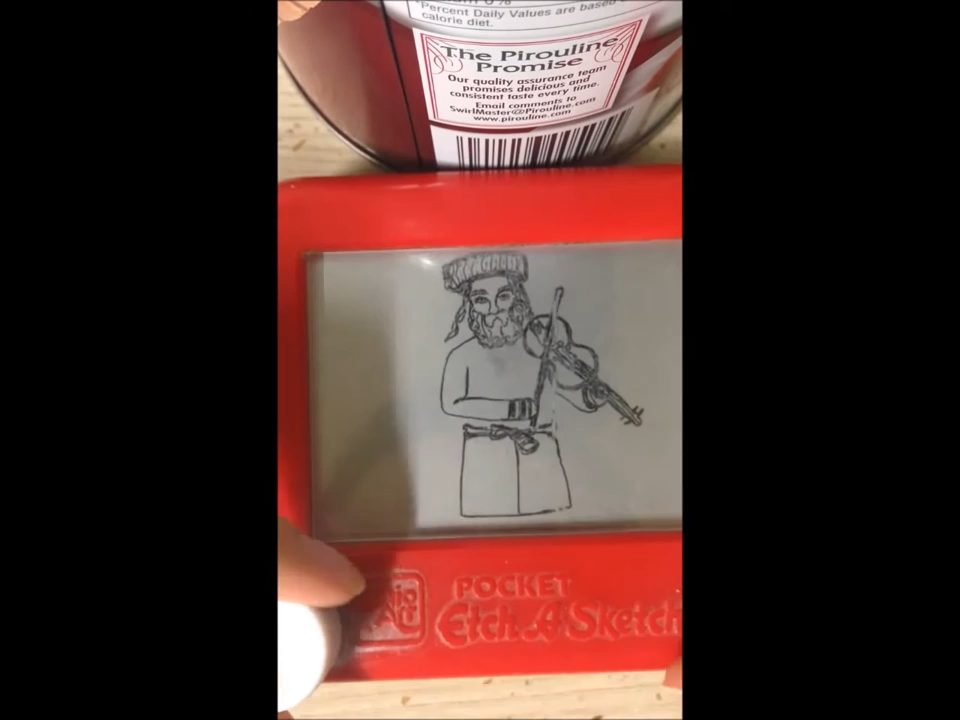 *Percent Daily Values are based
calorie diet.
The Pirouline
Promise
Our quality assurance team
promises delicious and
consistent taste every time.
Email comments to
SwirlMaster@Pirouline.com
www.pirouline.com
POCKET
Etch A Sketch